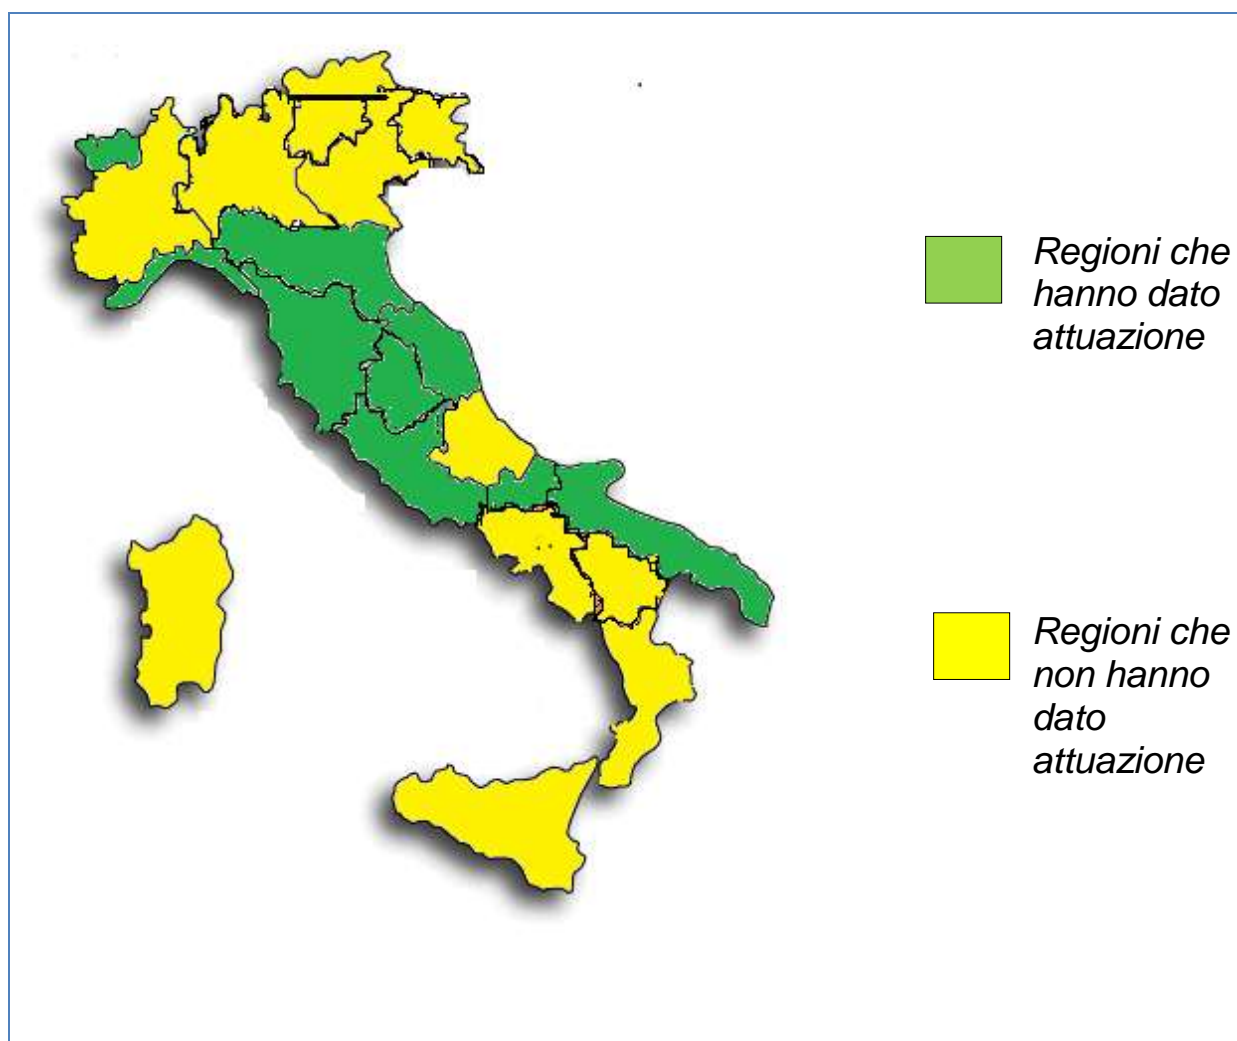 Regioni che
hanno dato
attuazione
Regioni che
non hanno
dato
attuazione